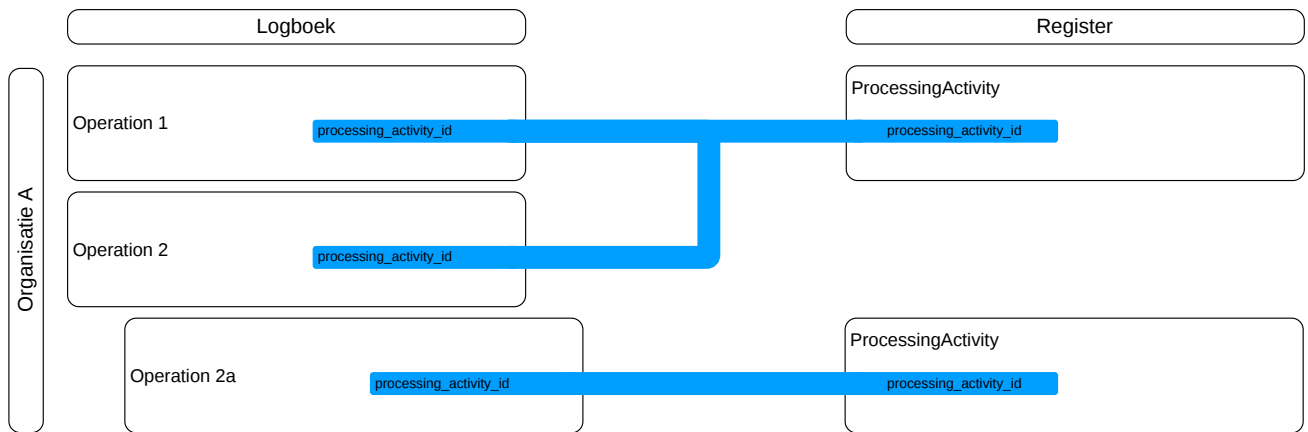 Logboek
Register
Organisatie A
Operation 1
processing_activity_id
ProcessingActivity
processing_activity_id
Operation 2
processing_activity_id
Operation 2a
processing_activity_id
ProcessingActivity
processing_activity_id